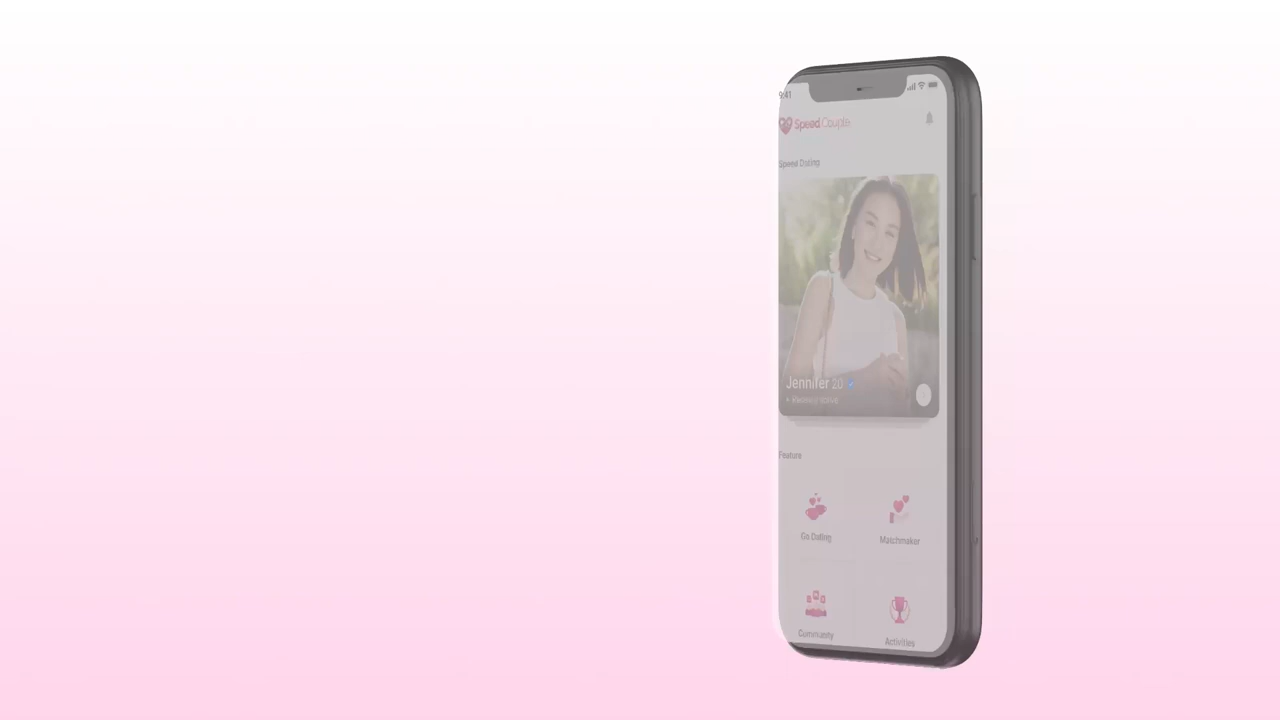 9:41
Speed Couple
Speed Dating
Jennifer 20
Feature
Go Dating
Matchmaker
Community
Activities